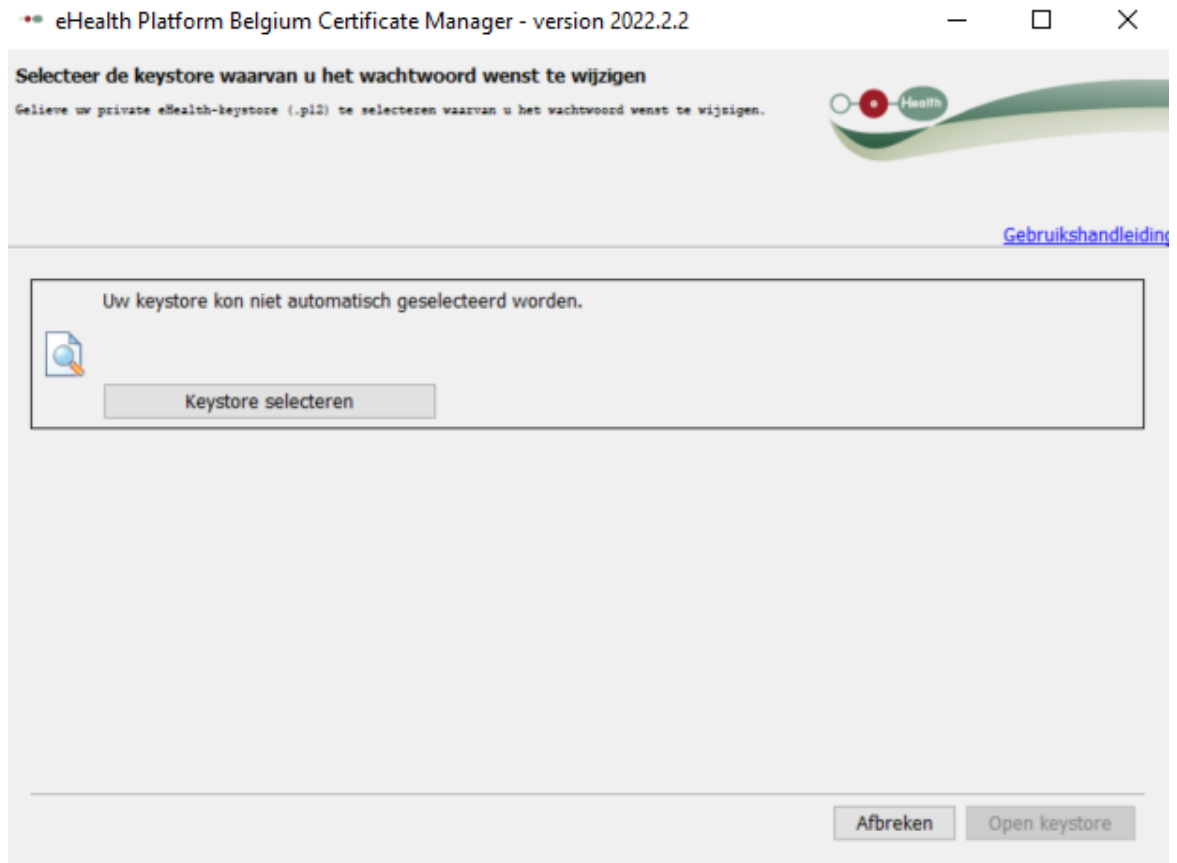 eHealth Platform Belgium Certificate Manager - version 2022.2.2
Selecteer de keystore waarvan u het wachtwoord wenst te wijzigen
Gelieve uw private eHealth-keystore (.p12) te selecteren waarvan u het wachtwoord wenst te wijzigen.
e Health
Gebruikshandleiding
Uw keystore kon niet automatisch geselecteerd worden.
Keystore selecteren
Afbreken Open keystore